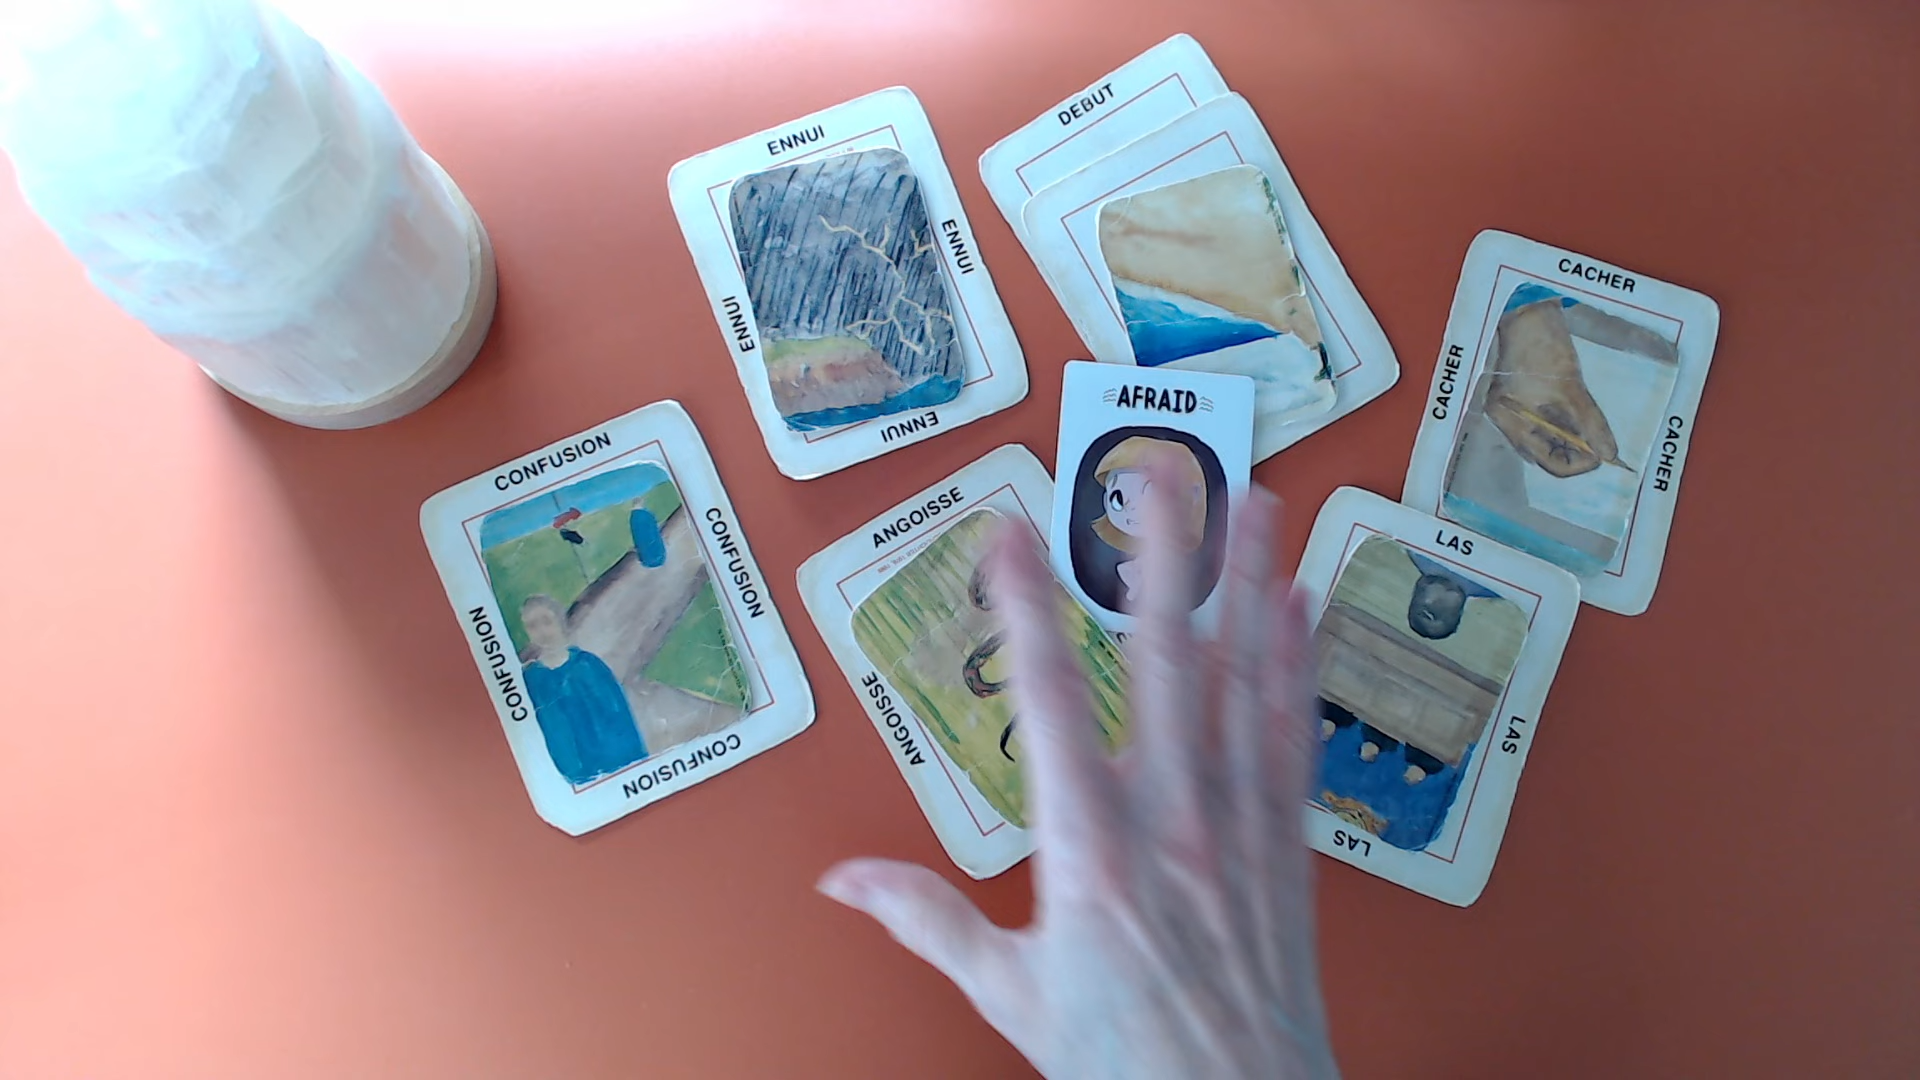 DEBUT
ENNUI
ENNUI
ENNUI
ENNUI
CACHER
CACHER
CACHER
AFRAID
CONFUSION
CONFUSION
CONFUSION
CONFUSION
ANGOISSE
ANGOISSE
LAS
LAS
LAS